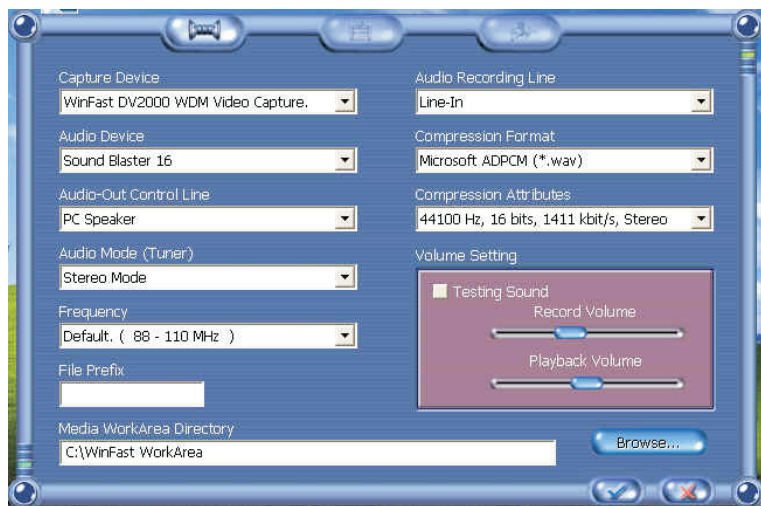 Capture Device
WinFast DV2000 WDM Video Capture.
Audio Device
Sound Blaster 16
Audio-Out Control Line
PC Speaker
Audio Mode (Tuner)
Stereo Mode
Frequency
Default. ( 88 - 110 MHz )
File Prefix
Media WorkArea Directory
C:\WinFast WorkArea
Audio Recording Line
Line-In
Compression Format
Microsoft ADPCM (*.wav)
Compression Attributes
44100 Hz, 16 bits, 1411 kbit/s, Stereo
Volume Setting
Testing Sound
Record Volume
Playback Volume
Browse...